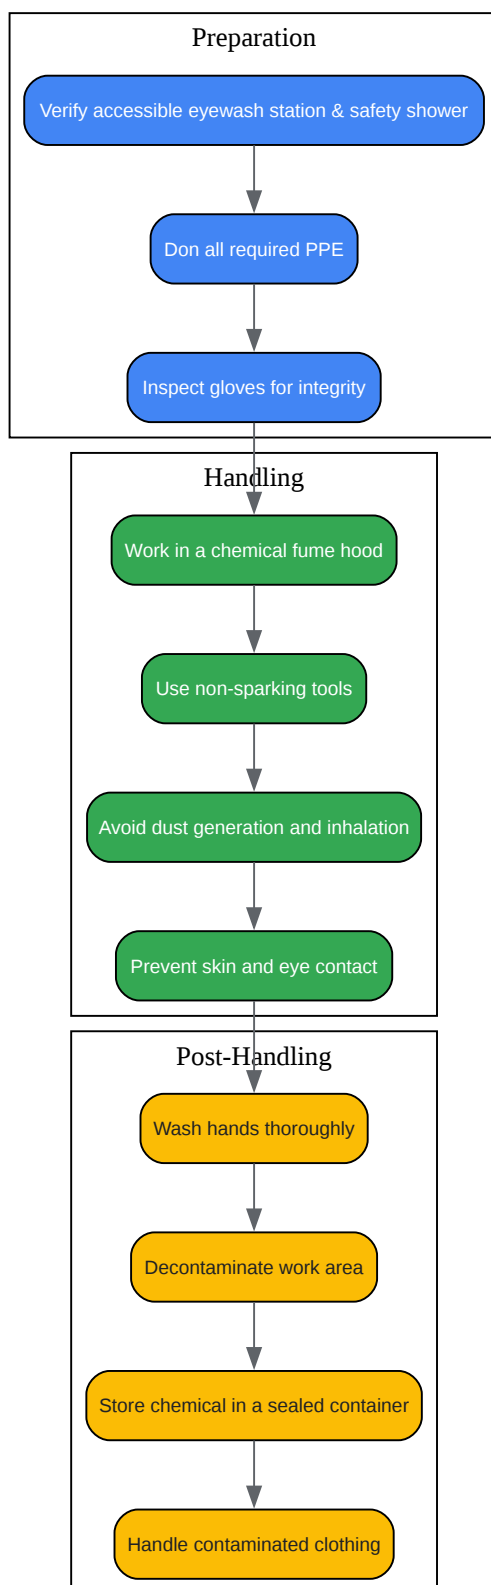 Preparation
Verify accessible eyewash station & safety shower
Don all required PPE
Inspect gloves for integrity
Handling
Work in a chemical fume hood
Use non-sparking tools
Avoid dust generation and inhalation
Prevent skin and eye contact
Post-Handling
Wash hands thoroughly
Decontaminate work area
Store chemical in a sealed container
Handle contaminated clothing